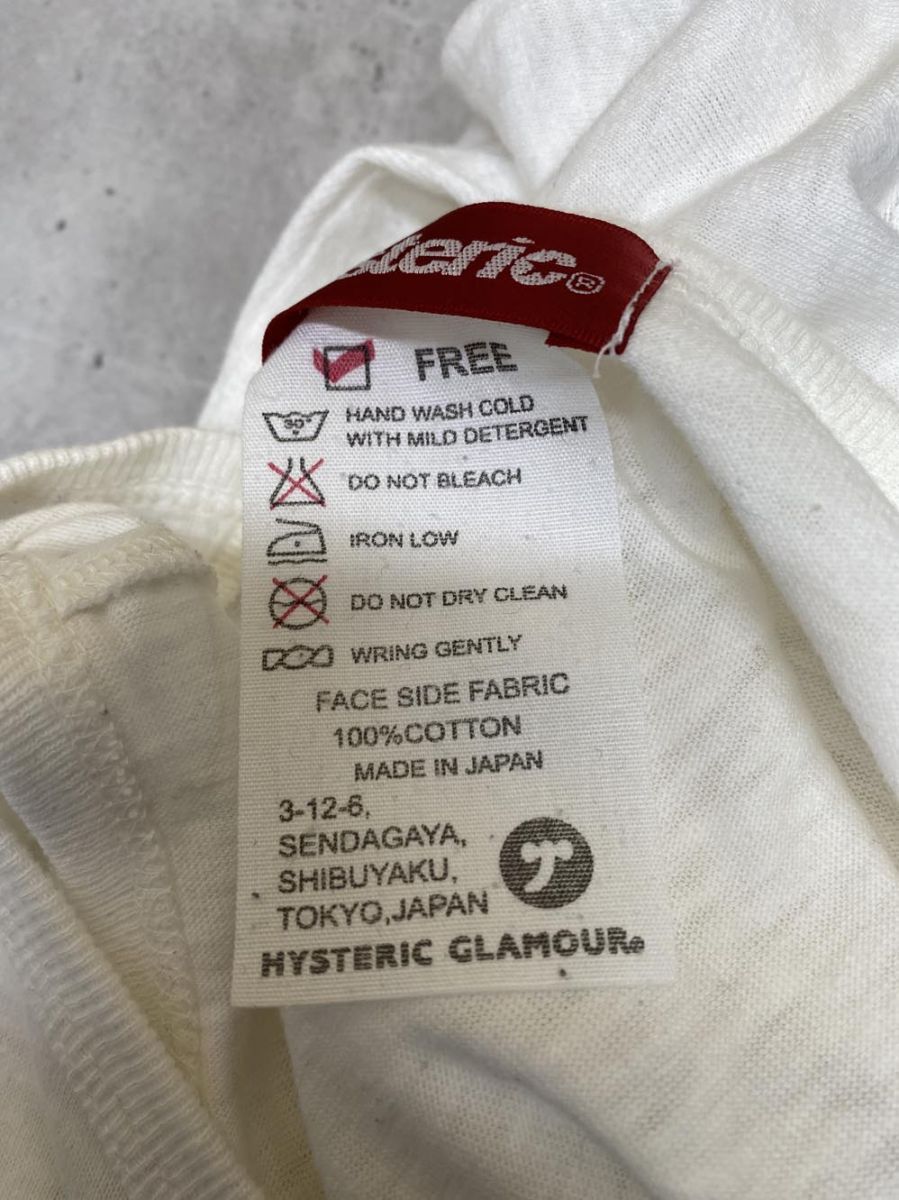 steric®
FREE
30°
HAND WASH COLD
WITH MILD DETERGENT
DO NOT BLEACH
IRON LOW
DO NOT DRY CLEAN
WRING GENTLY
FACE SIDE FABRIC
100%COTTON
MADE IN JAPAN
3-12-6,
SENDAGAYA,
SHIBUYAKU,
TOKYO,JAPAN
HYSTERIC GLAMOUR®